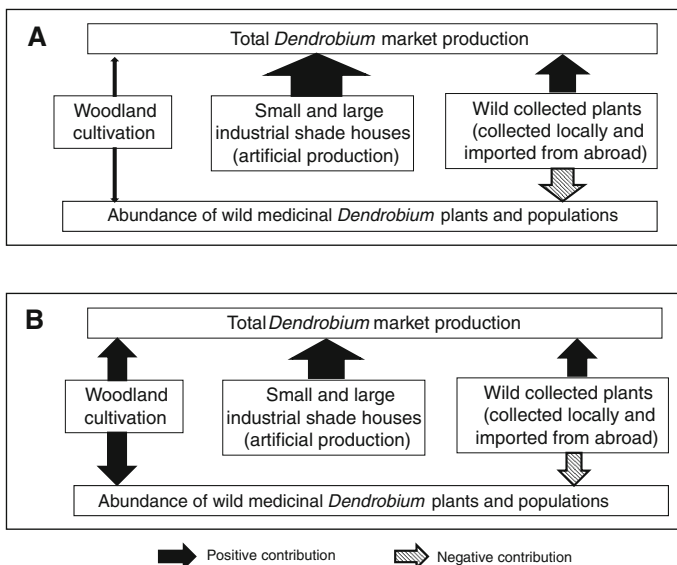 A
Total Dendrobium market production
Woodland
cultivation
Small and large
industrial shade houses
(artificial production)
Wild collected plants
(collected locally and
imported from abroad)
Abundance of wild medicinal Dendrobium plants and populations
B
Total Dendrobium market production
Woodland
cultivation
Small and large
industrial shade houses
(artificial production)
Wild collected plants
(collected locally and
imported from abroad)
Abundance of wild medicinal Dendrobium plants and populations
Positive contribution
Negative contribution